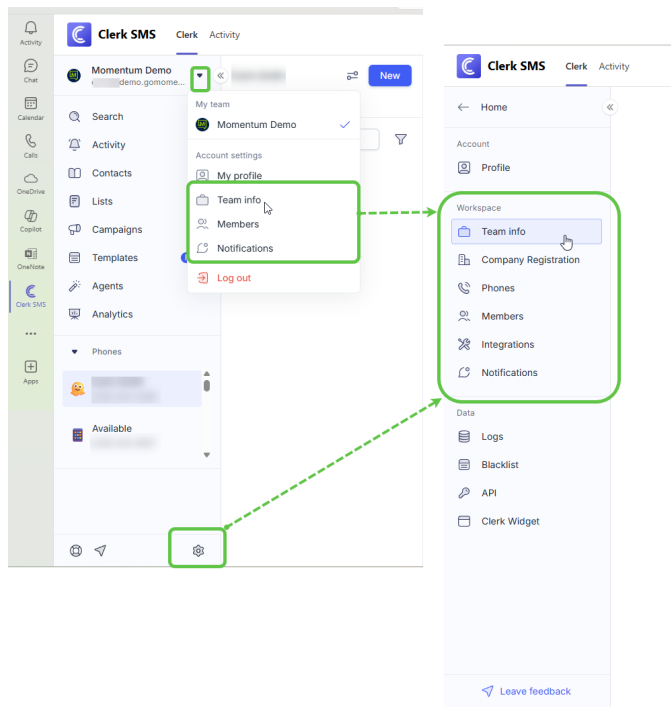 Activity
Chat
Calendar
Calls
OneDrive
Copilot
OneNote
Clerk SMS
Apps
Clerk SMS
Clerk
Activity
Momentum Demo
demo.gomome...
New
Search
Activity
Contacts
Lists
Campaigns
Templates
Agents
Analytics
Phones
Available
My team
Momentum Demo
Account settings
My profile
Team info
Members
Notifications
Log out
Clerk SMS
Clerk
Activity
Home
Account
Profile
Workspace
Team info
Company Registration
Phones
Members
Integrations
Notifications
Data
Logs
Blacklist
API
Clerk Widget
Leave feedback